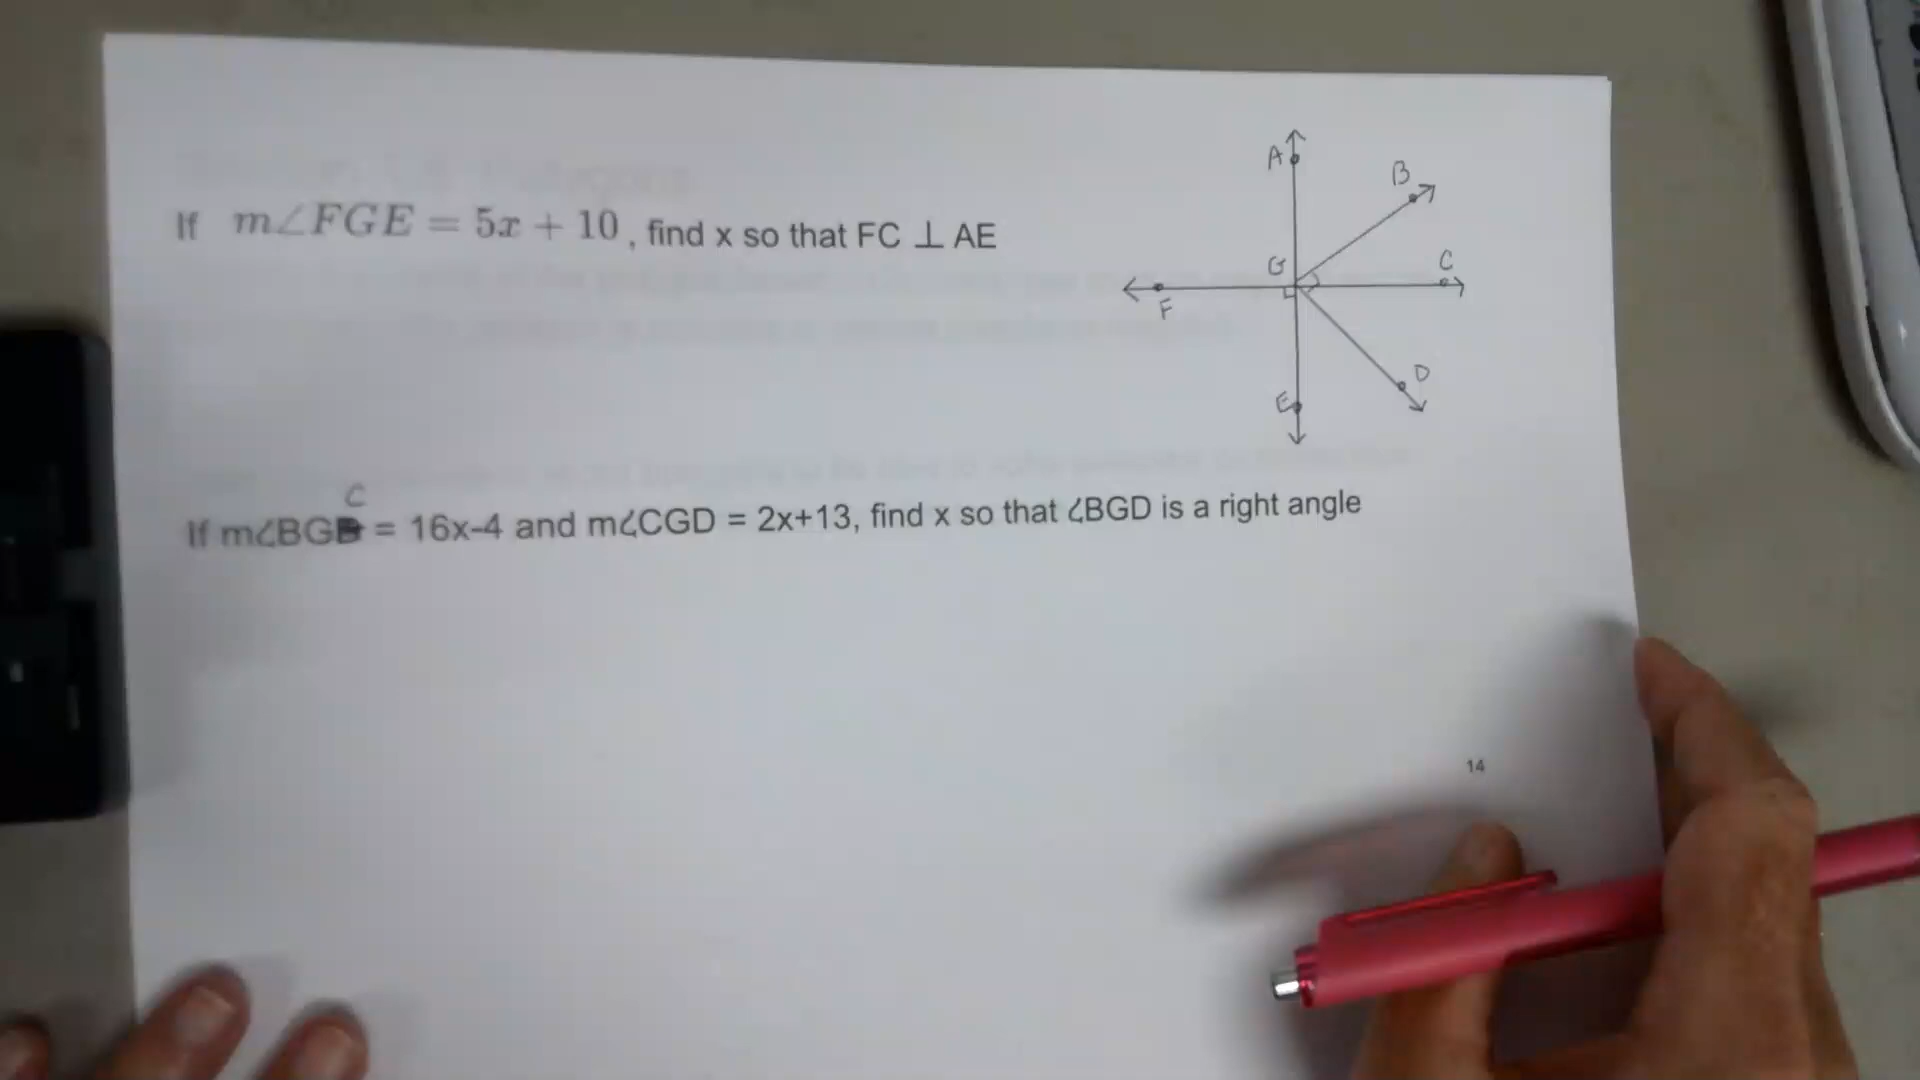 If m∠FGE = 5x + 10, find x so that FC ⊥ AE
A
B
G
C
F
D
E
C
If m∠BG = 16x-4 and m∠CGD = 2x+13, find x so that ∠BGD is a right angle
14